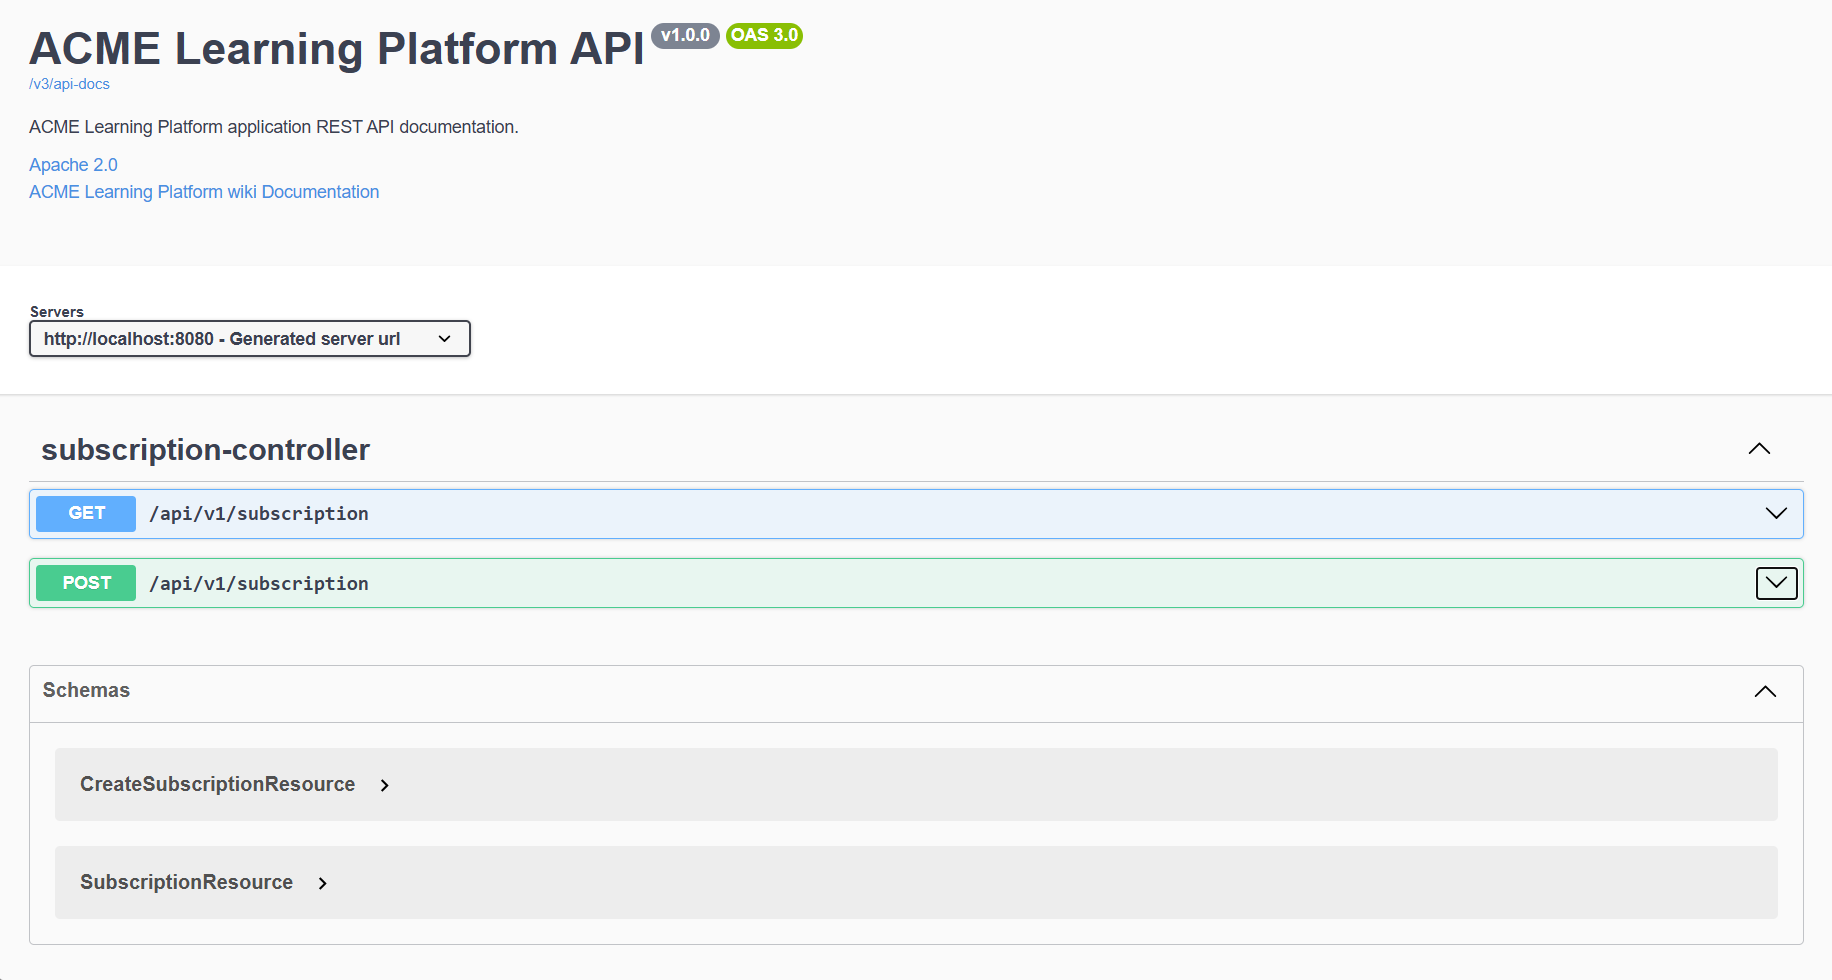 ACME Learning Platform API v1.0.0 OAS 3.0
/v3/api-docs
ACME Learning Platform application REST API documentation.
Apache 2.0
ACME Learning Platform wiki Documentation
Servers
http://localhost:8080 - Generated server url
subscription-controller
GET /api/v1/subscription
POST /api/v1/subscription
Schemas
CreateSubscriptionResource
SubscriptionResource